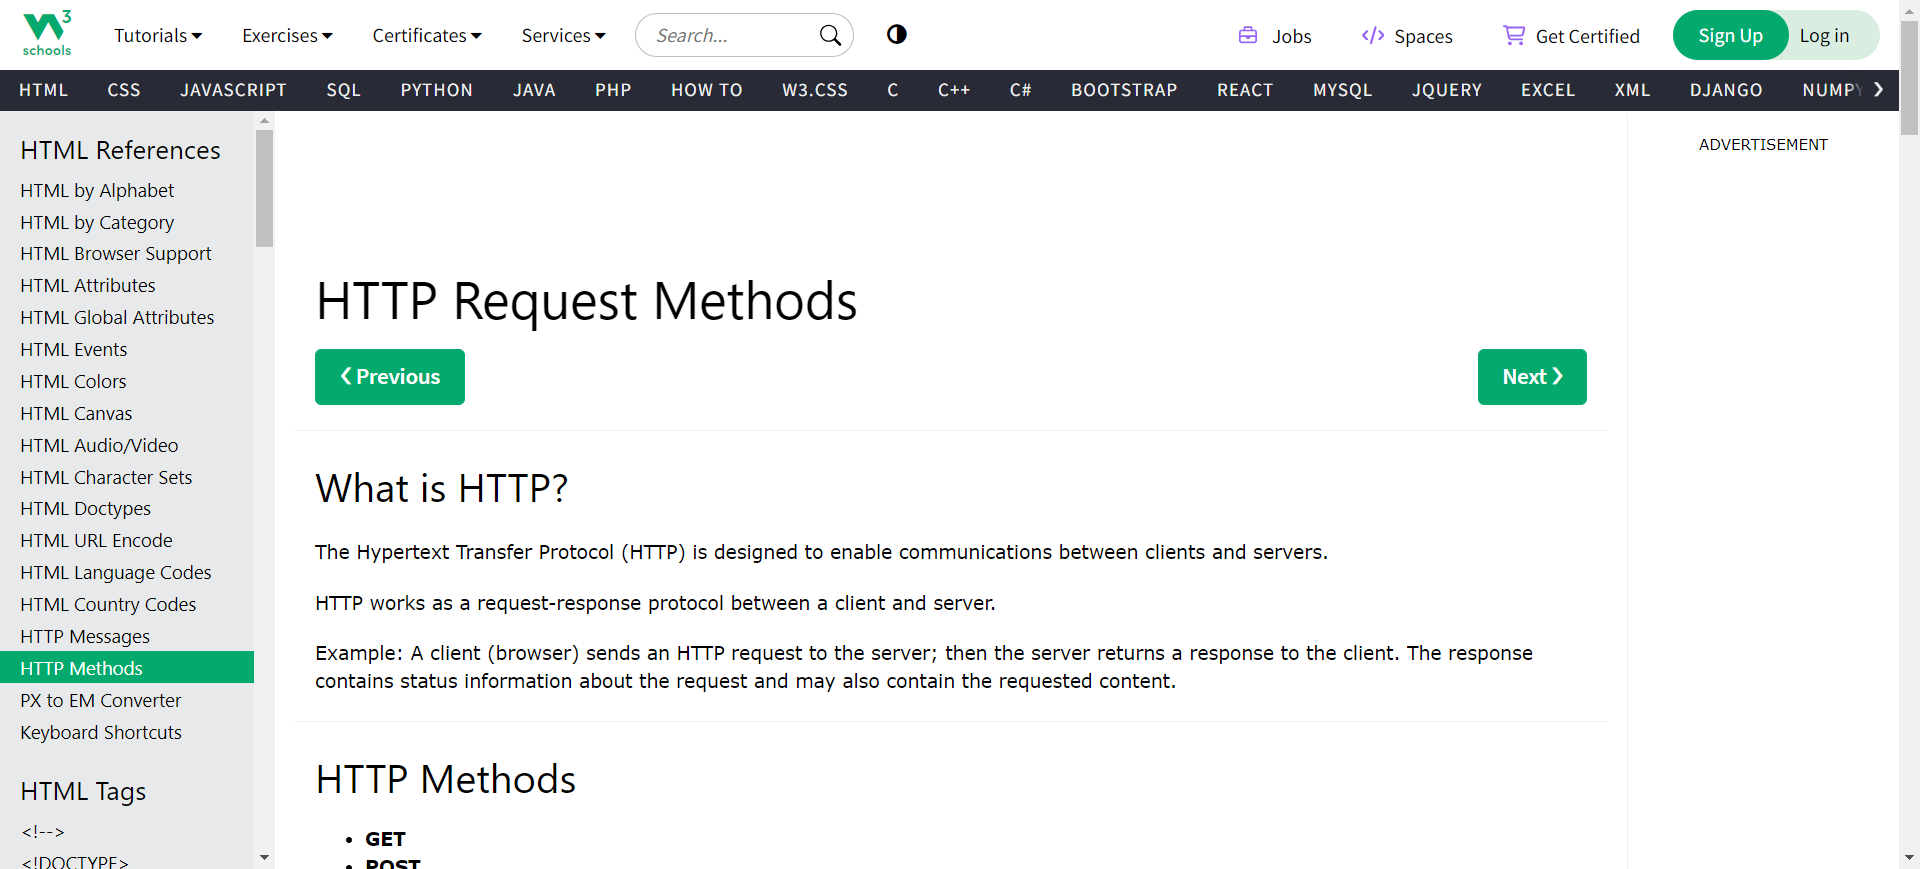 W3 schools
Tutorials
Exercises
Certificates
Services
Search...
Jobs
Spaces
Get Certified
Sign Up
Log in
HTML CSS JAVASCRIPT SQL PYTHON JAVA PHP HOW TO W3.CSS C C++ C# BOOTSTRAP REACT MYSQL JQUERY EXCEL XML DJANGO NUMPY
HTML References
HTML by Alphabet
HTML by Category
HTML Browser Support
HTML Attributes
HTML Global Attributes
HTML Events
HTML Colors
HTML Canvas
HTML Audio/Video
HTML Character Sets
HTML Doctypes
HTML URL Encode
HTML Language Codes
HTML Country Codes
HTTP Messages
HTTP Methods
PX to EM Converter
Keyboard Shortcuts
HTML Tags
<!-->
<!DOCTYPE>
HTTP Request Methods
❮ Previous
Next ❯
What is HTTP?
The Hypertext Transfer Protocol (HTTP) is designed to enable communications between clients and servers.
HTTP works as a request-response protocol between a client and server.
Example: A client (browser) sends an HTTP request to the server; then the server returns a response to the client. The response
contains status information about the request and may also contain the requested content.
HTTP Methods
• GET
• POST
ADVERTISEMENT